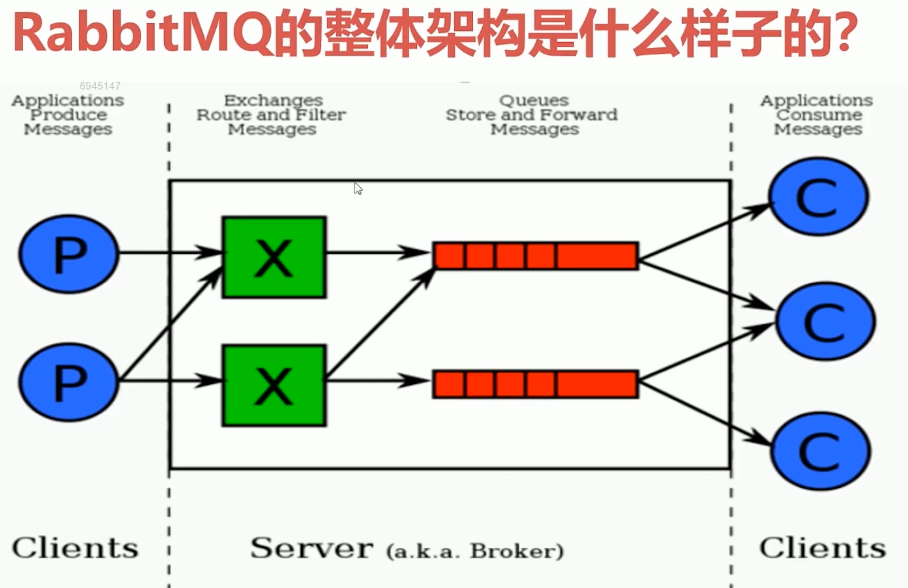 RabbitMQ的整体架构是什么样子的?
6945147
Applications
Produce
Messages
Exchanges
Route and Filter
Messages
Queues
Store and Forward
Messages
Applications
Consume
Messages
P
X
C
C
P
X
C
Clients
Server (a.k.a. Broker)
Clients